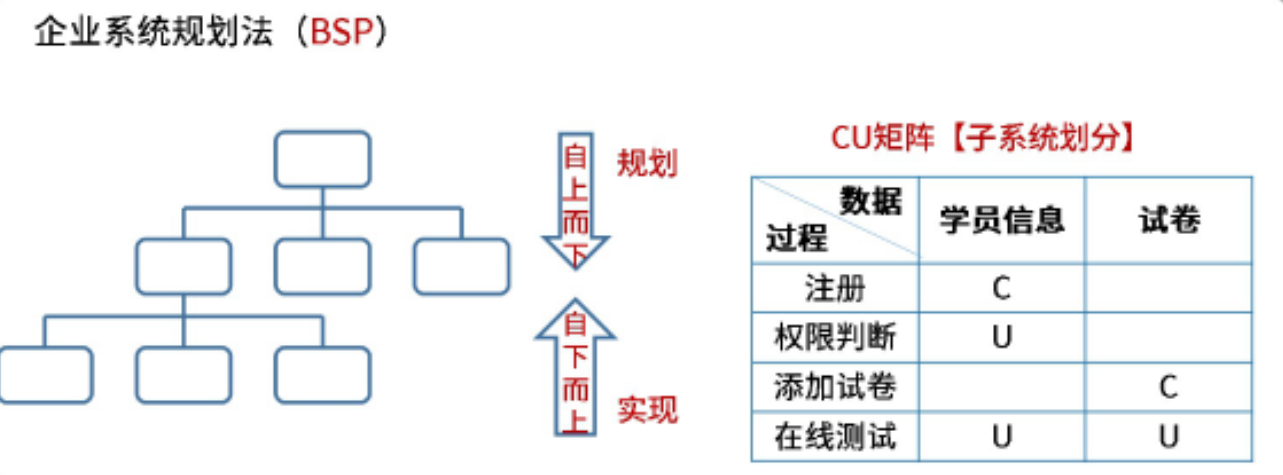 企业系统规划法（BSP）
自上而下
规划
自下而上
实现
CU矩阵【子系统划分】
数据 学员信息 试卷
过程
注册 C
权限判断 U
添加试卷 C
在线测试 U U